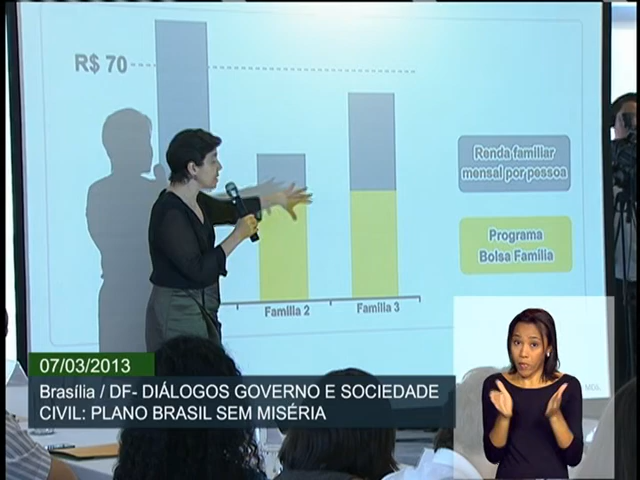 R$ 70
Renda familiar
mensal por pessoa
Programa
Bolsa Família
Família 2
Família 3
07/03/2013
Brasília / DF- DIÁLOGOS GOVERNO E SOCIEDADE
CIVIL: PLANO BRASIL SEM MISÉRIA